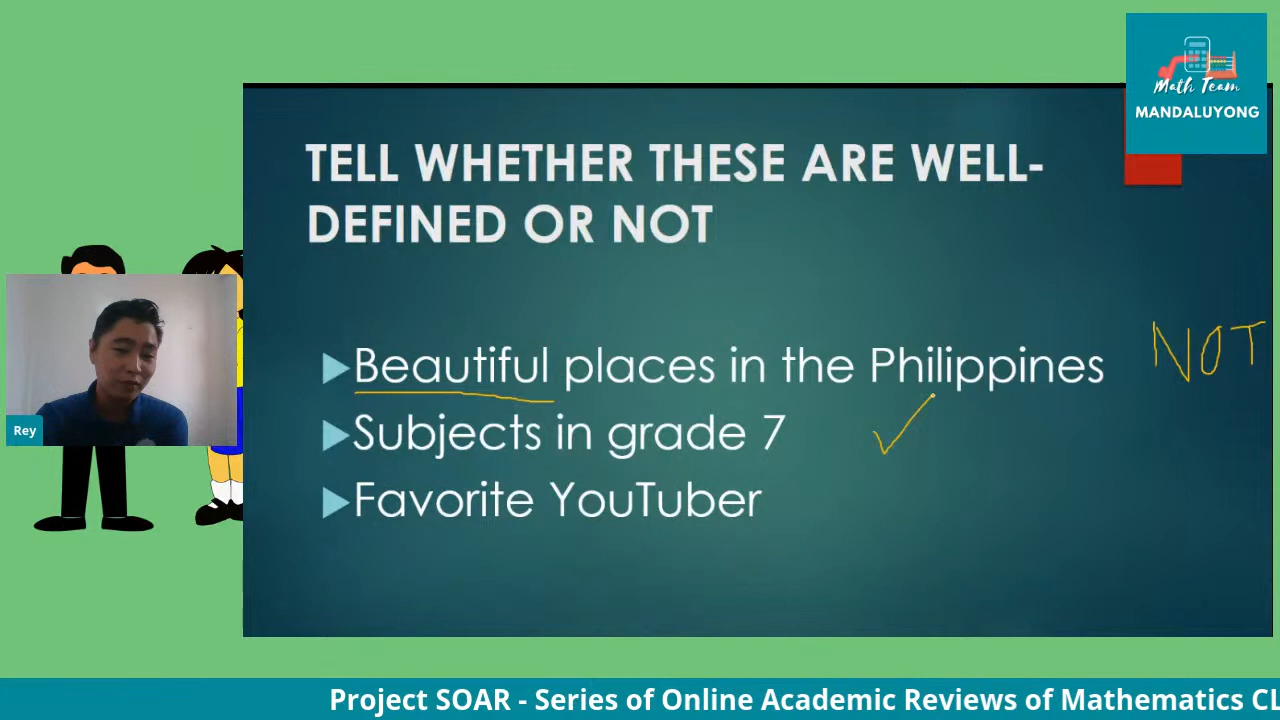 Math Team
MANDALUYONG
TELL WHETHER THESE ARE WELL-
DEFINED OR NOT
Beautiful places in the Philippines
NOT
Subjects in grade 7
Favorite YouTuber
Rey
Project SOAR - Series of Online Academic Reviews of Mathematics CL